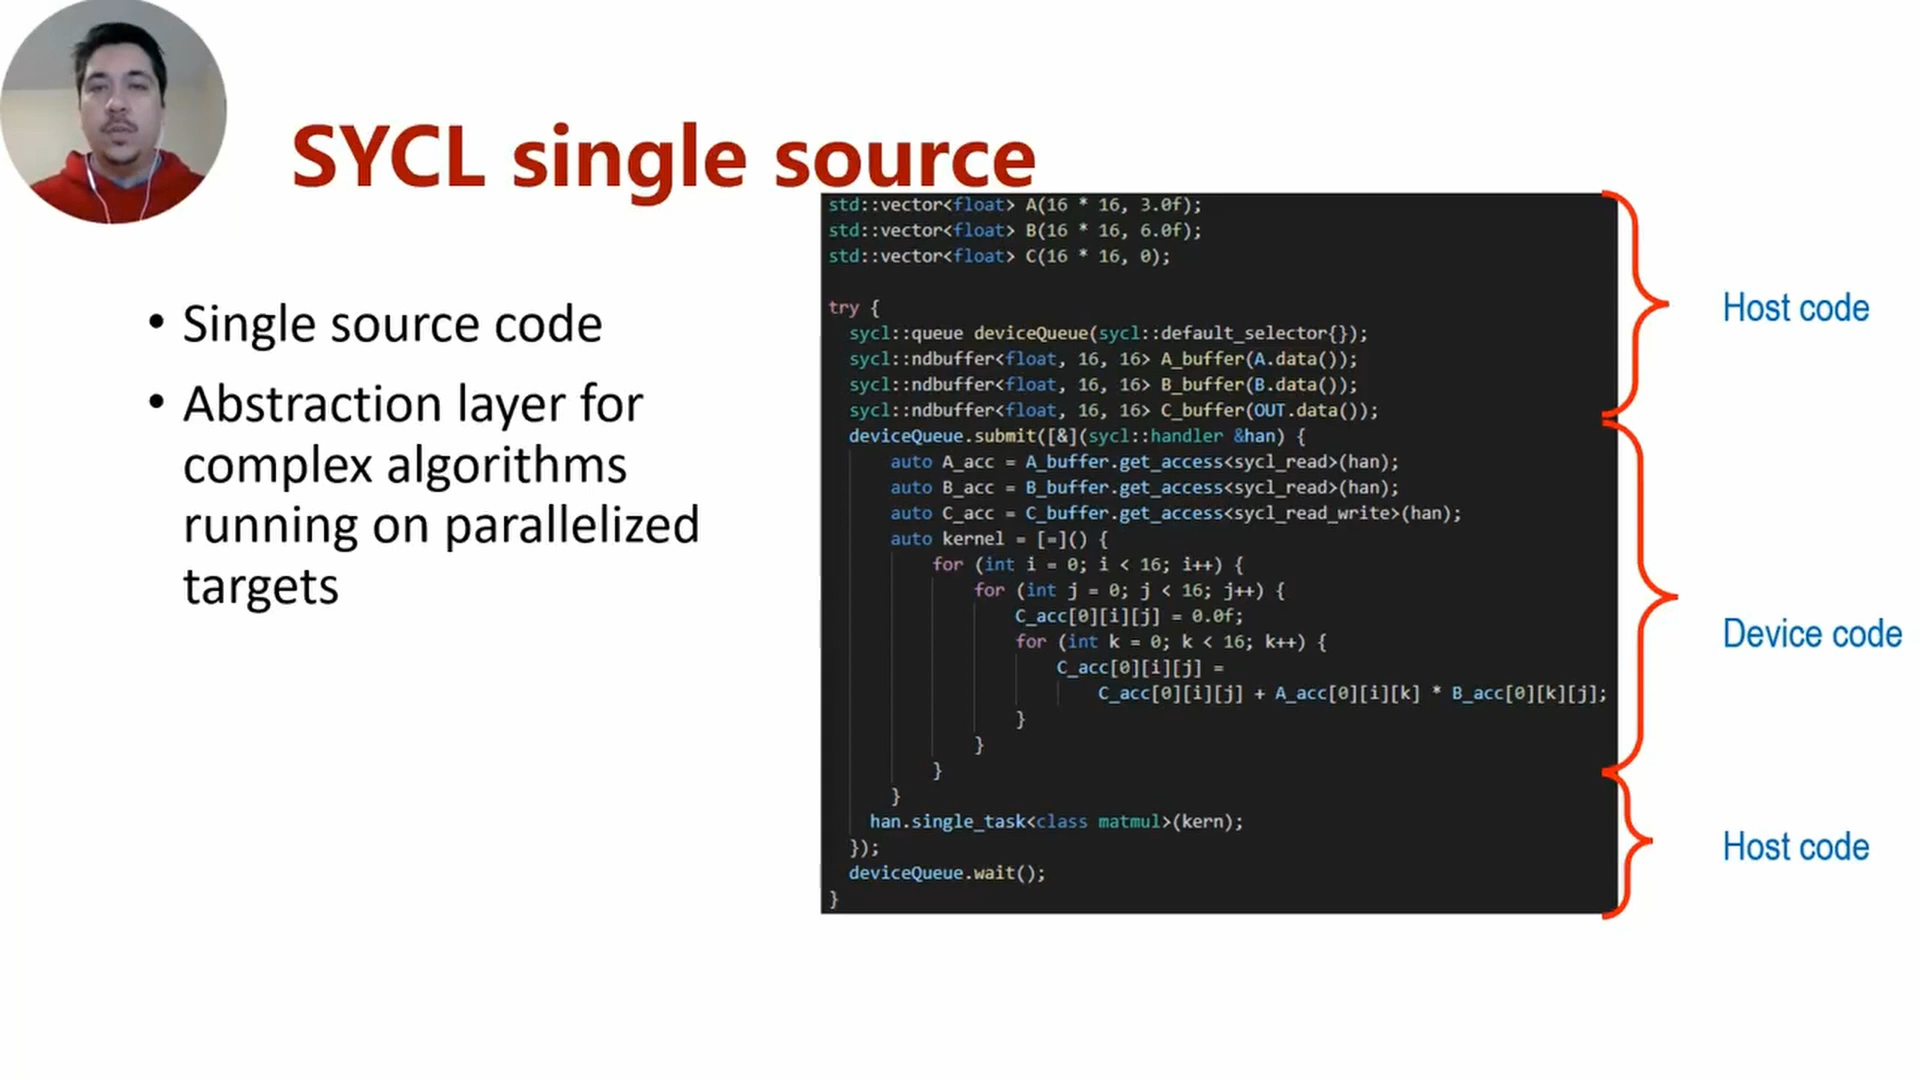 SYCL single source
• Single source code
• Abstraction layer for
complex algorithms
running on parallelized
targets
std::vector<float> A(16 * 16, 3.0f);
std::vector<float> B(16 * 16, 6.0f);
std::vector<float> C(16 * 16, 0);
try {
sycl::queue deviceQueue(sycl::default_selector{});
sycl::ndbuffer<float, 16, 16> A_buffer(A.data());
sycl::ndbuffer<float, 16, 16> B_buffer(B.data());
sycl::ndbuffer<float, 16, 16> C_buffer(OUT.data());
deviceQueue.submit([&](sycl::handler &han) {
auto A_acc = A_buffer.get_access<sycl_read>(han);
auto B_acc = B_buffer.get_access<sycl_read>(han);
auto C_acc = C_buffer.get_access<sycl_read_write>(han);
auto kernel = [=]() {
for (int i = 0; i < 16; i++) {
for (int j = 0; j < 16; j++) {
C_acc[0][i][j] = 0.0f;
for (int k = 0; k < 16; k++) {
C_acc[0][i][j] =
C_acc[0][i][j] + A_acc[0][i][k] * B_acc[0][k][j];
}
}
}
}
han.single_task<class matmul>(kern);
});
deviceQueue.wait();
}
Host code
Device code
Host code